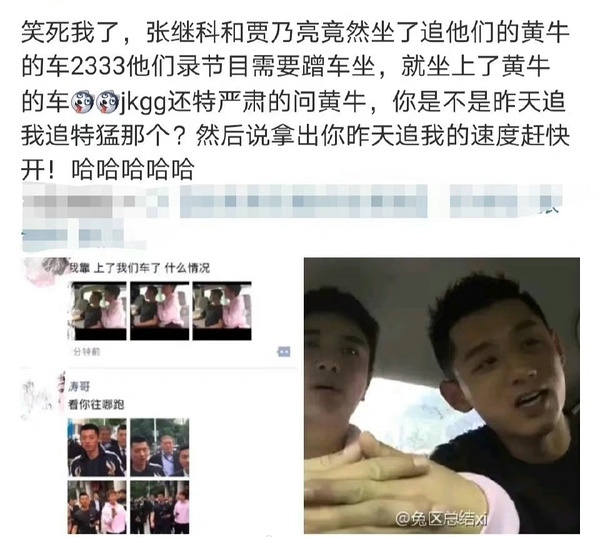 笑死我了，张继科和贾乃亮竟然坐了追他们的黄牛
的车2333他们录节目需要蹭车坐，就坐上了黄牛
的车jkgg还特严肃的问黄牛，你是不是昨天追
我追特猛那个？然后说拿出你昨天追我的速度赶快
开！哈哈哈哈哈
我靠 上了我们车了 什么情况
分钟前
涛哥
看你往哪跑
@兔区总结xi